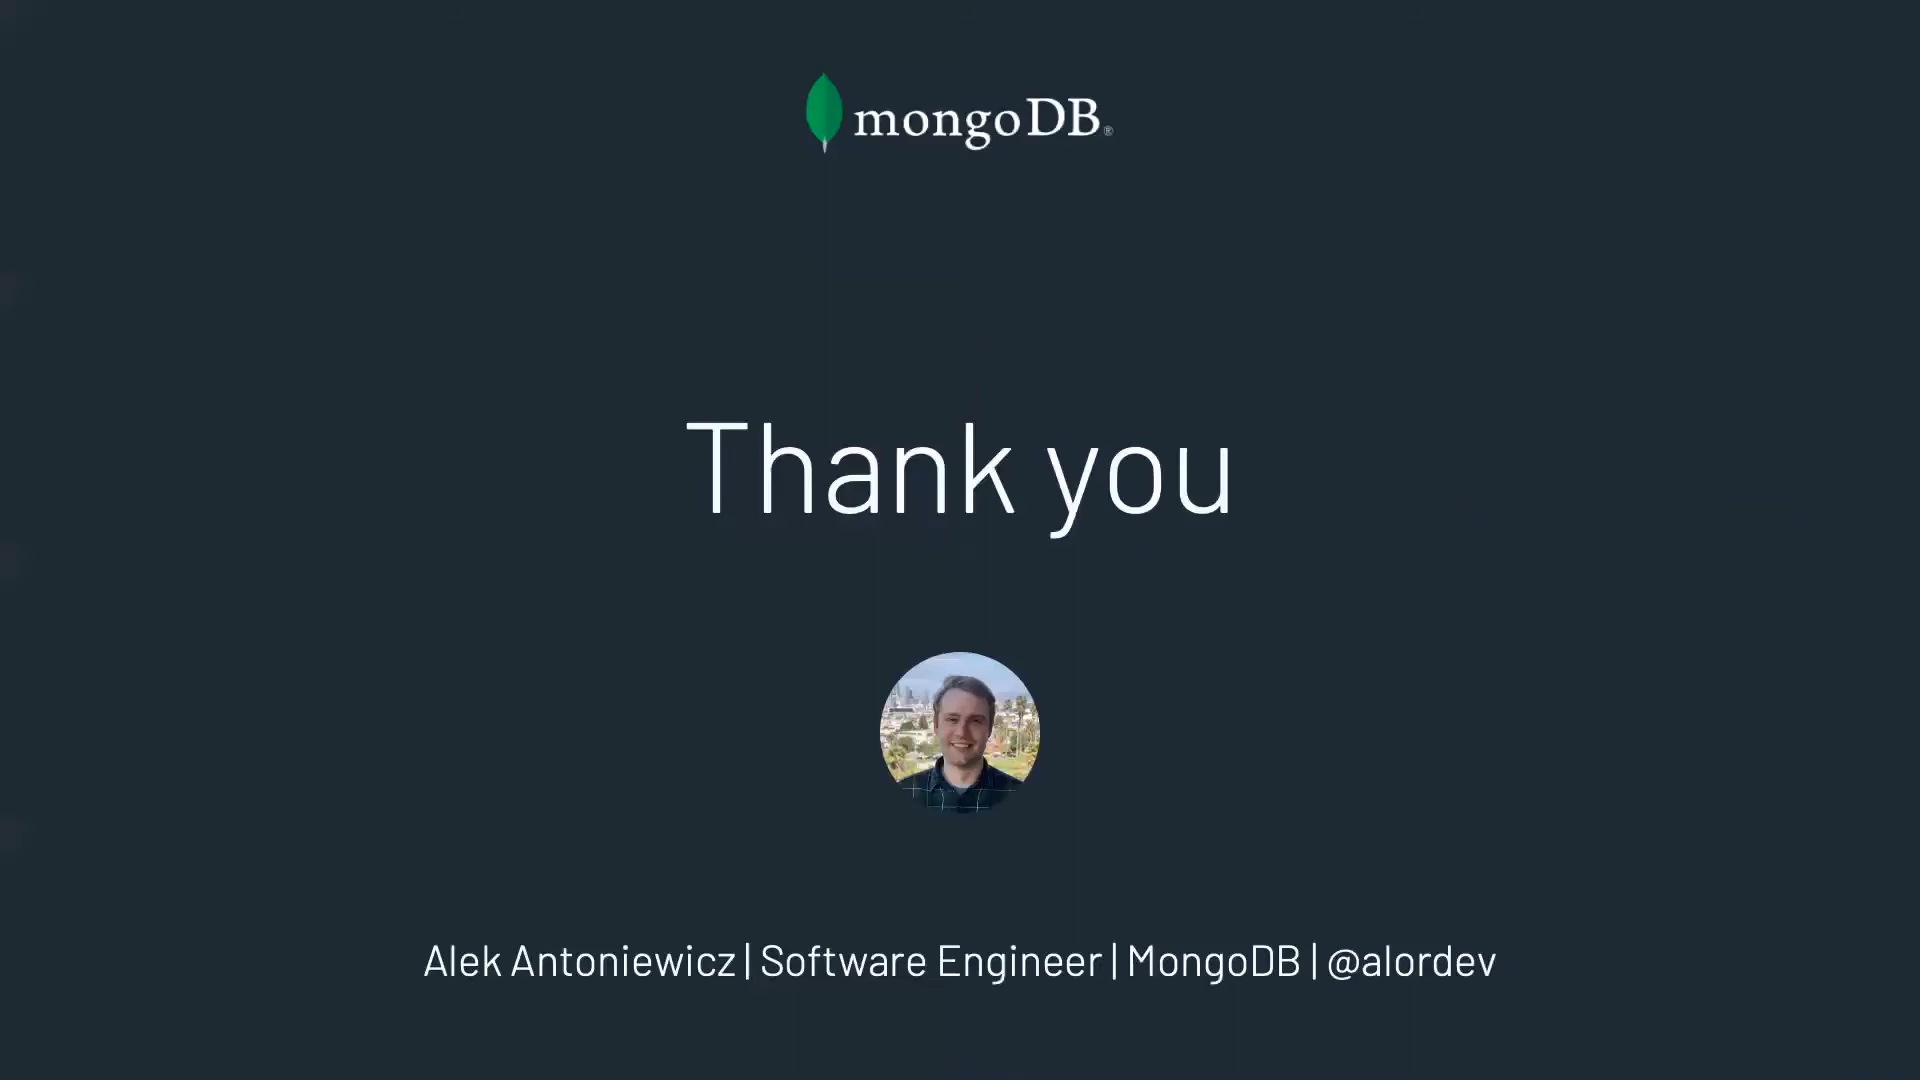 mongoDB®
Thank you
Alek Antoniewicz | Software Engineer | MongoDB | @alordev